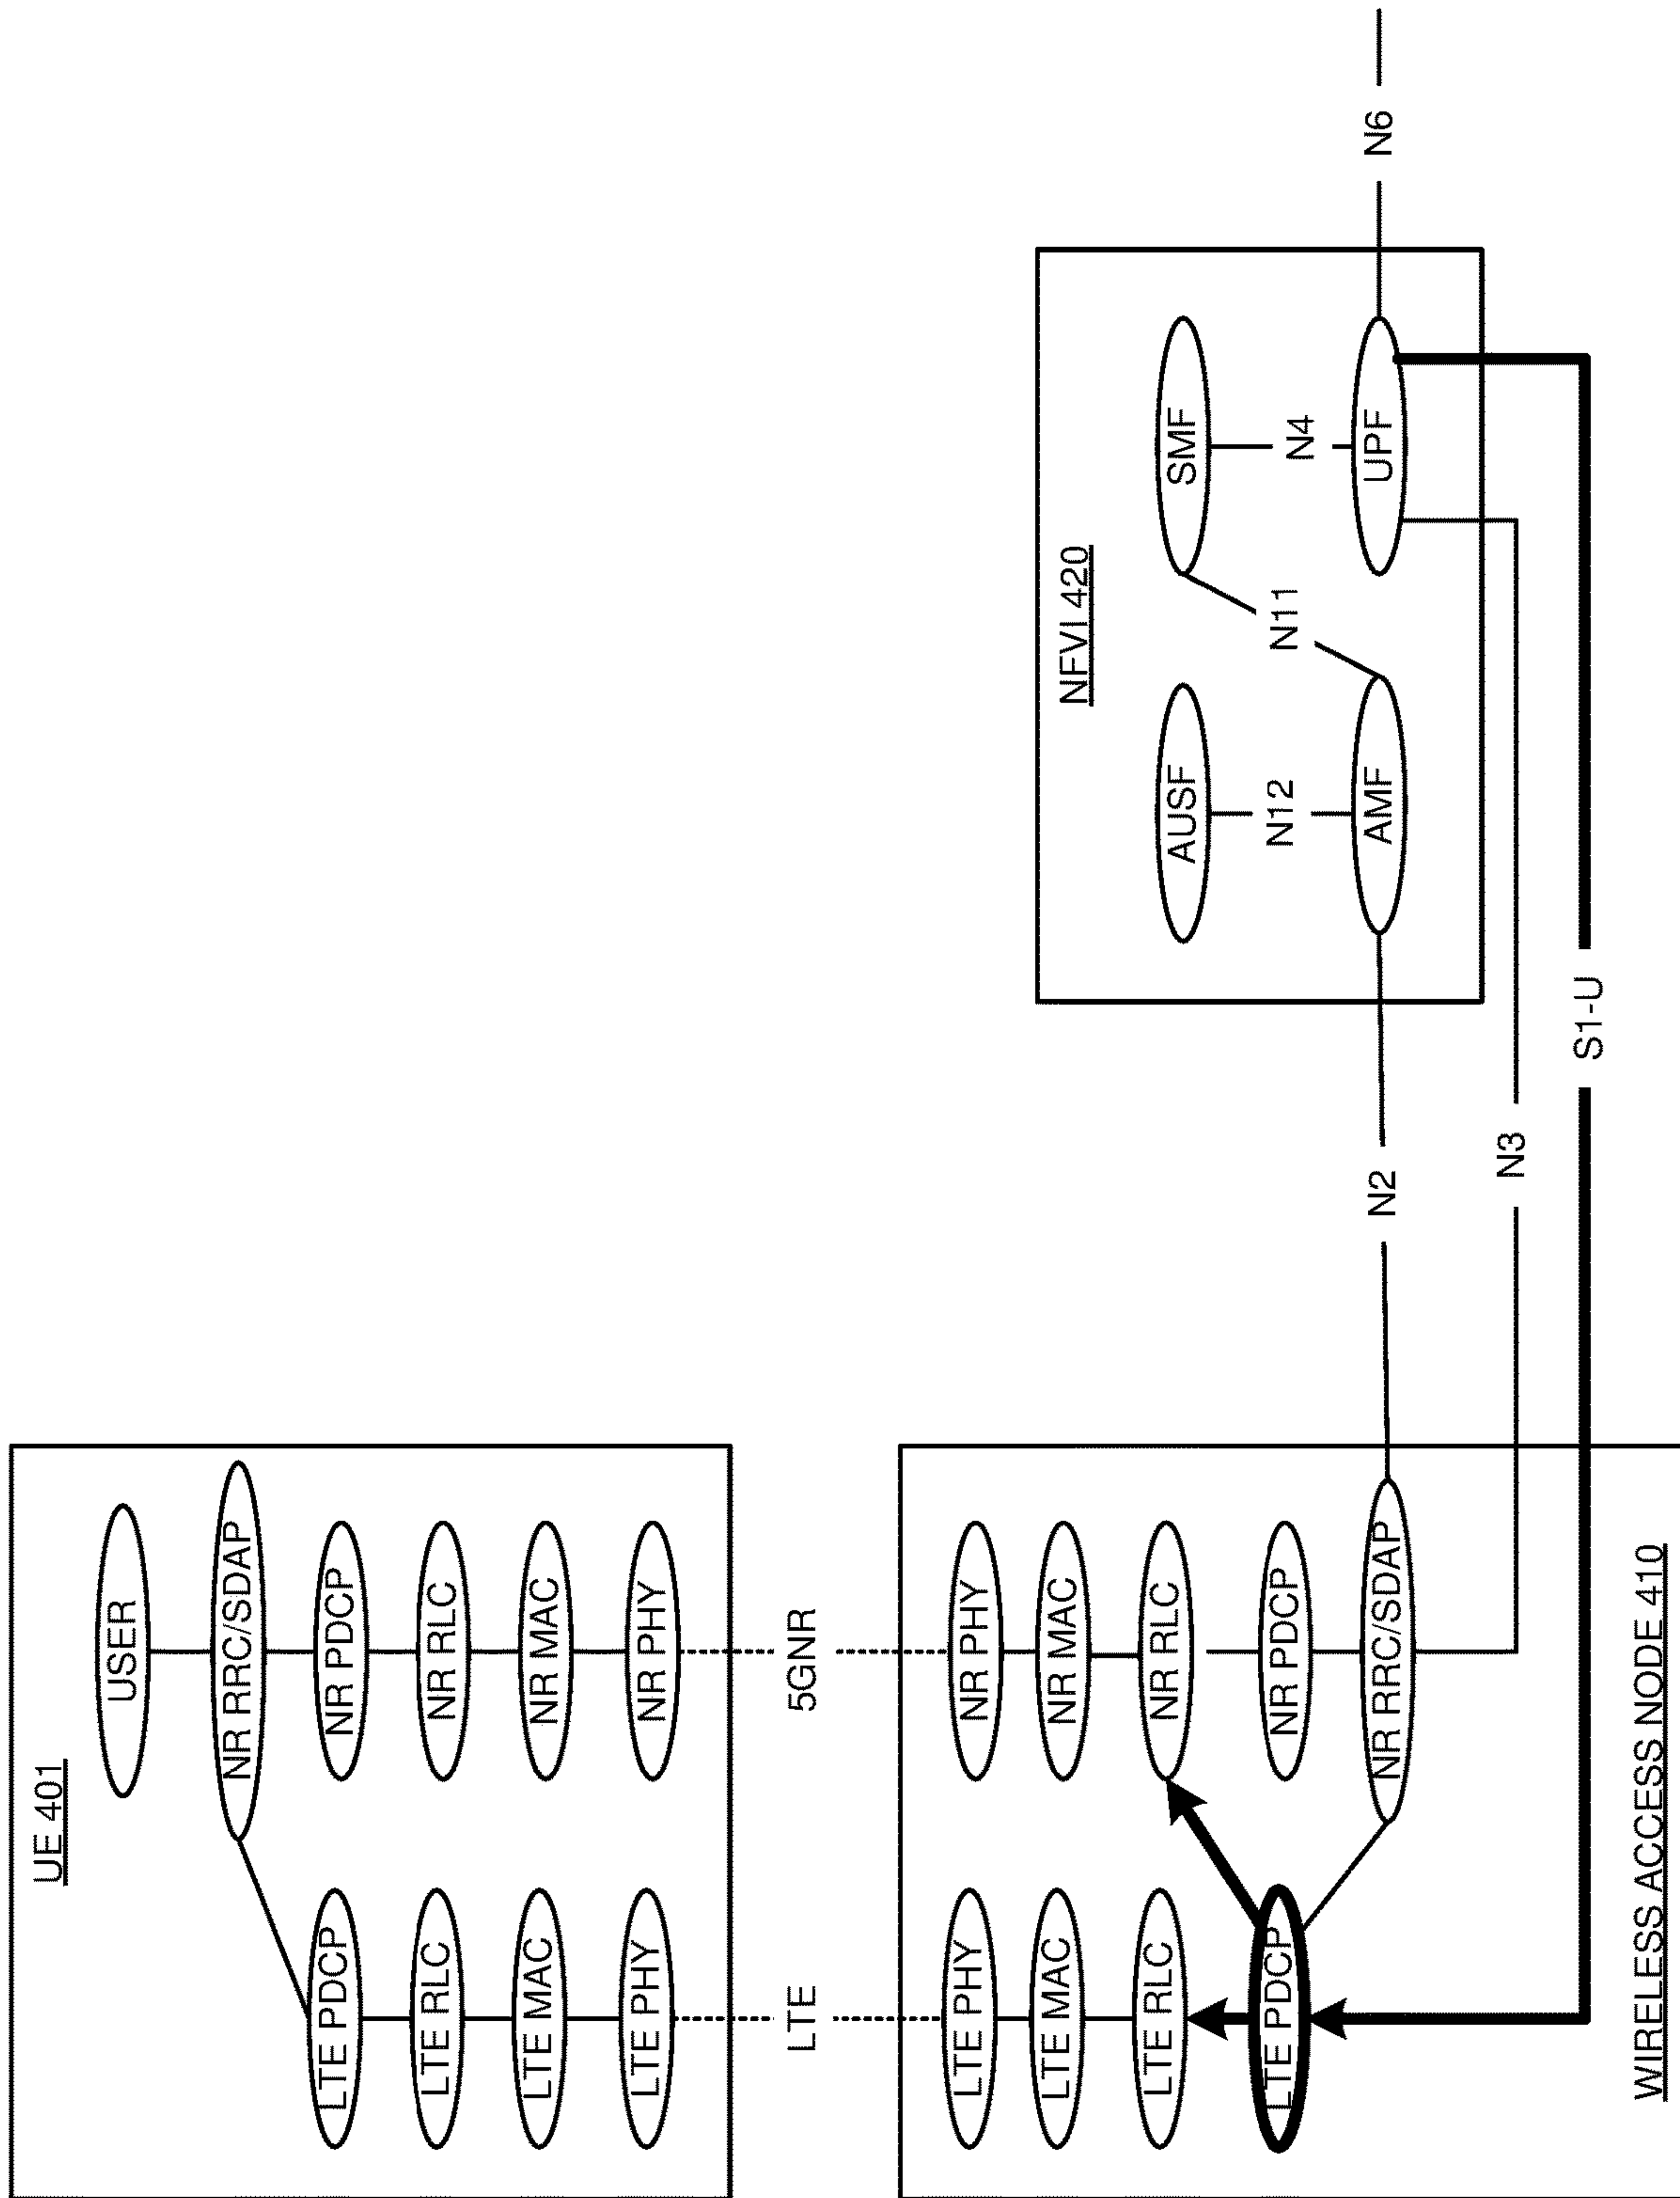 UE 401
USER
NR RRC/SDAP
LTE PDCP
NR PDCP
LTE RLC
NR RLC
LTE MAC
NR MAC
LTE PHY
NR PHY
LTE
5GNR
LTE PHY
NR PHY
LTE MAC
NR MAC
LTE RLC
NR RLC
LTE PDCP
NR PDCP
NR RRC/SDAP
WIRELESS ACCESS NODE 410
N2
N3
S1-U
NFVI 420
AUSF
SMF
N12
N11
N4
AMF
UPF
N6